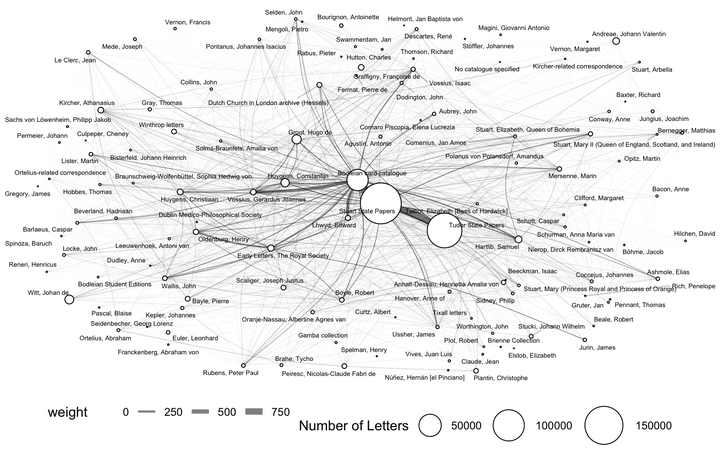 Selden, John
Bourignon, Antoinette
Helmont, Jan Baptista van
Vernon, Francis
Mengoli, Pietro
Magini, Giovanni Antonio
Andreae, Johann Valentin
Swammerdam, Jan
Descartes, René
Mede, Joseph
Pontanus, Johannes Isacius
Stöffler, Johannes
Rabus, Pieter
Thomson, Richard
Vernon, Margaret
Le Clerc, Jean
Hutton, Charles
No catalogue specified
Kircher-related correspondence
Stuart, Arbella
Graffigny, Françoise de
Collins, John
Vossius, Isaac
Fermat, Pierre de
Dodington, John
Baxter, Richard
Kircher, Athanasius
Gray, Thomas
Dutch Church in London archive (Hessels)
Aubrey, John
Sachs von Löwenheim, Philipp Jakob
Winthrop letters
Cornaro Piscopia, Elena Lucrezia
Conway, Anne
Jungius, Joachim
Permeier, Johann
Culpeper, Cheney
Groot, Hugo de
Stuart, Elizabeth, Queen of Bohemia
Bernegger, Matthias
Agustín, Antonio
Comenius, Jan Amos
Stuart, Mary II (Queen of England, Scotland, and Ireland)
Solms-Braunfels, Amalia von
Lister, Martin
Bisterfeld, Johann Heinrich
Polanus von Polansdorf, Amandus
Opitz, Martin
Ortelius-related correspondence
Braunschweig-Wolfenbüttel, Sophia Hedwig von
Huygens, Constantijn
Bodleian card catalogue
Mersenne, Marin
Gregory, James
Hobbes, Thomas
Huygens, Christiaan
Vossius, Gerardus Joannes
Clifford, Margaret
Bacon, Anne
Beverland, Hadriaan
Dublin Medico-Philosophical Society
Stuart State Papers
Talbot, Elizabeth [Bess of Hardwick]
Schott, Caspar
Barlaeus, Caspar
Lhwyd, Edward
Tudor State Papers
Schurman, Anna Maria van
Hilchen, David
Spinoza, Baruch
Leeuwenhoek, Antoni van
Oldenburg, Henry
Hartlib, Samuel
Nierop, Dirck Rembrantsz van
Böhme, Jacob
Locke, John
Early Letters, The Royal Society
Reneri, Henricus
Dudley, Anne
Beeckman, Isaac
Coccejus, Johannes
Ashmole, Elias
Bodleian Student Editions
Wallis, John
Scaliger, Joseph Justus
Anhalt-Dessau, Henriette Amalia von
Stuart, Mary (Princess Royal and Princess of Orange)
Rich, Penelope
Witt, Johan de
Bayle, Pierre
Boyle, Robert
Hanover, Anne of
Sidney, Philip
Gruter, Jan
Pennant, Thomas
Pascal, Blaise
Kepler, Johannes
Oranje-Nassau, Albertine Agnes van
Curtz, Albert
Tixall letters
Beale, Robert
Seidenbecher, Georg Lorenz
Worthington, John
Stucki, Johann Wilhelm
Ortelius, Abraham
Euler, Leonhard
Gamba collection
Ussher, James
Plot, Robert
Brienne Collection
Jurin, James
Franckenberg, Abraham von
Spelman, Henry
Vives, Juan Luis
Elstob, Elizabeth
Brahe, Tycho
Claude, Jean
Rubens, Peter Paul
Peiresc, Nicolas-Claude Fabri de
Núñez, Hernán [el Pinciano]
Plantin, Christophe
weight 0 250 500 750
Number of Letters 50000 100000 150000